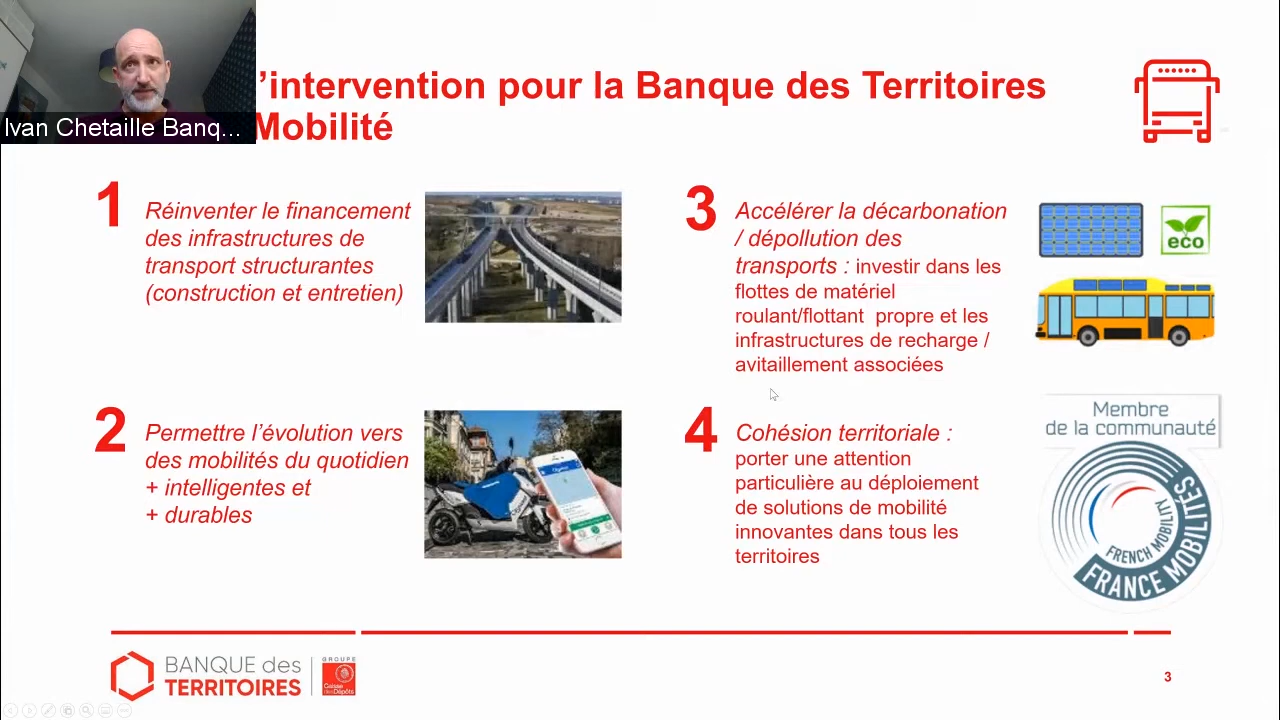 ’intervention pour la Banque des Territoires
Mobilité
Ivan Chetaille Banq...
1
Réinventer le financement
des infrastructures de
transport structurantes
(construction et entretien)
2
Permettre l’évolution vers
des mobilités du quotidien
+ intelligentes et
+ durables
3
Accélérer la décarbonation
/ dépollution des
transports : investir dans les
flottes de matériel
roulant/flottant propre et les
infrastructures de recharge /
avitaillement associées
eco
4
Cohésion territoriale :
porter une attention
particulière au déploiement
de solutions de mobilité
innovantes dans tous les
territoires
Membre
de la communauté
FRENCH MOBILITY
FRANCE MOBILITÉS
BANQUE des
TERRITOIRES
GROUPE
Caisse
des Dépôts
3